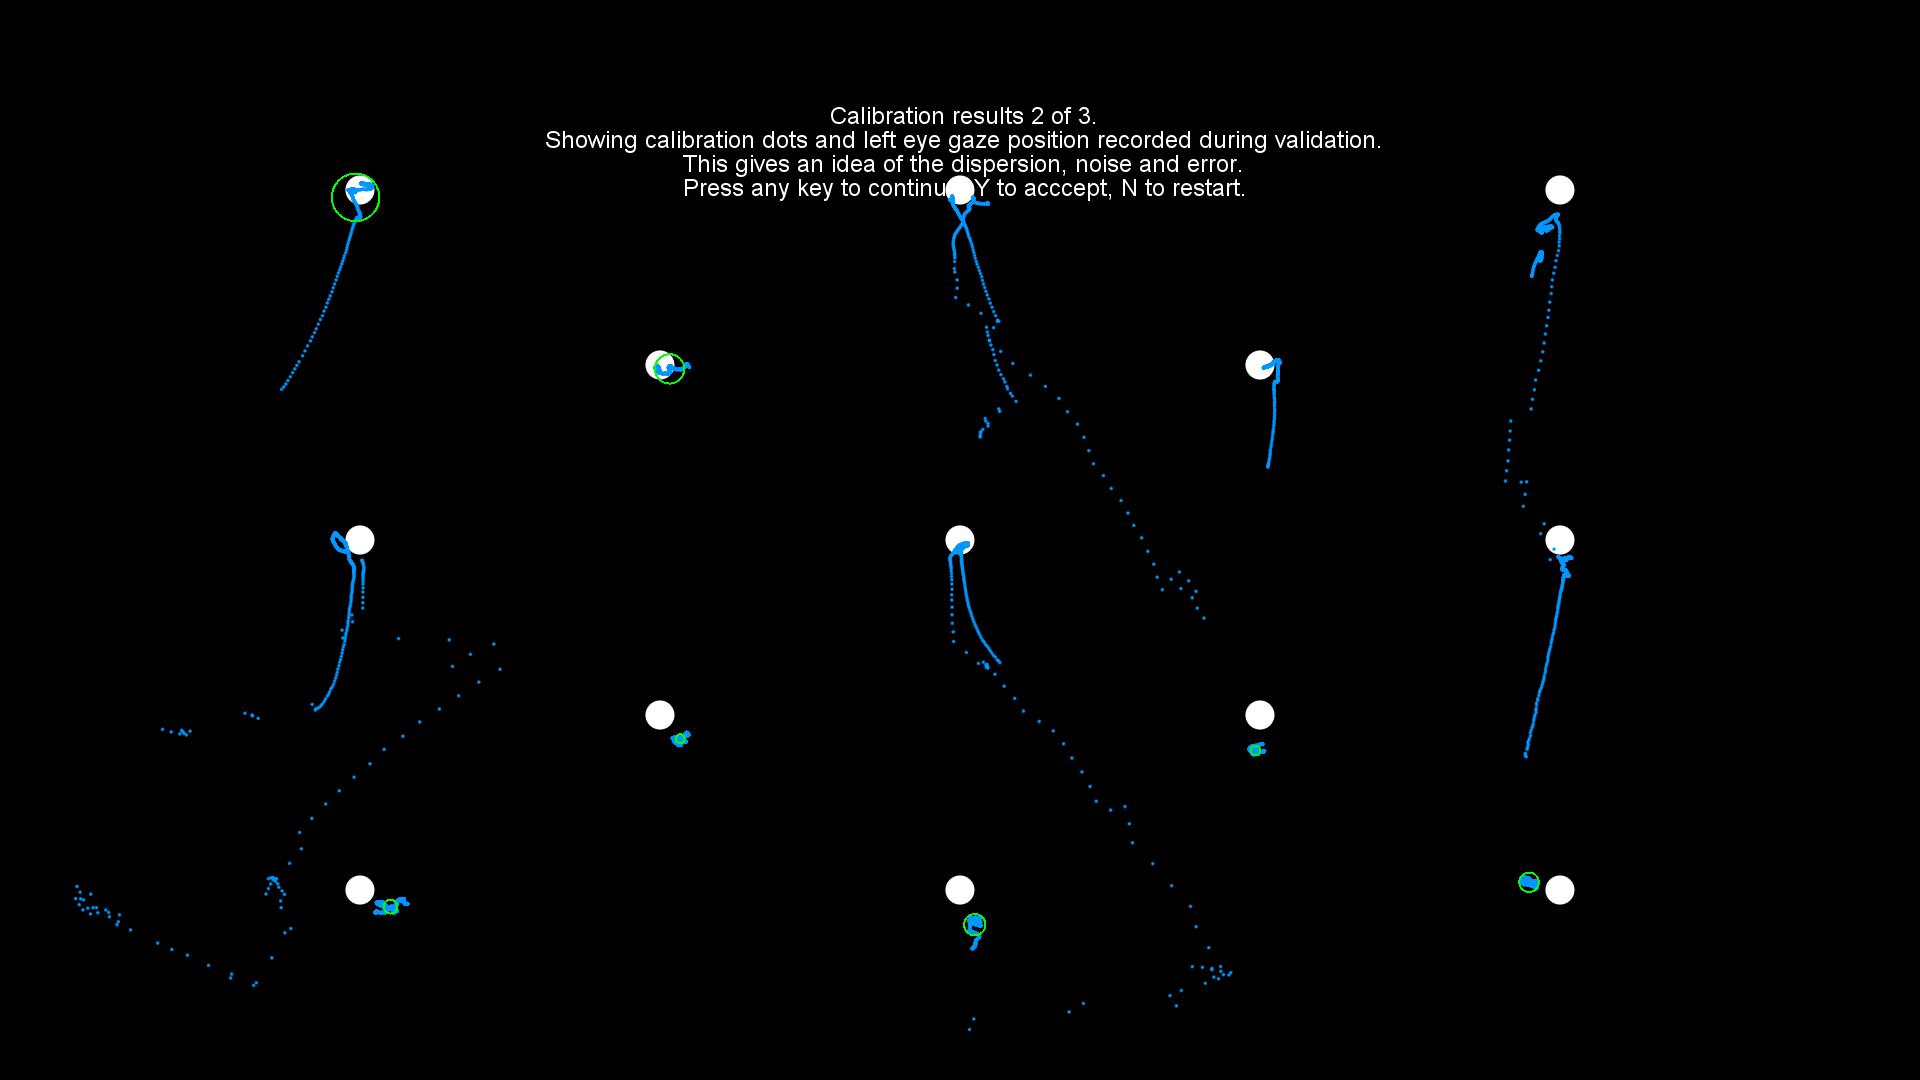 Calibration results 2 of 3.
Showing calibration dots and left eye gaze position recorded during validation.
This gives an idea of the dispersion, noise and error.
Press any key to continu Y to acccept, N to restart.